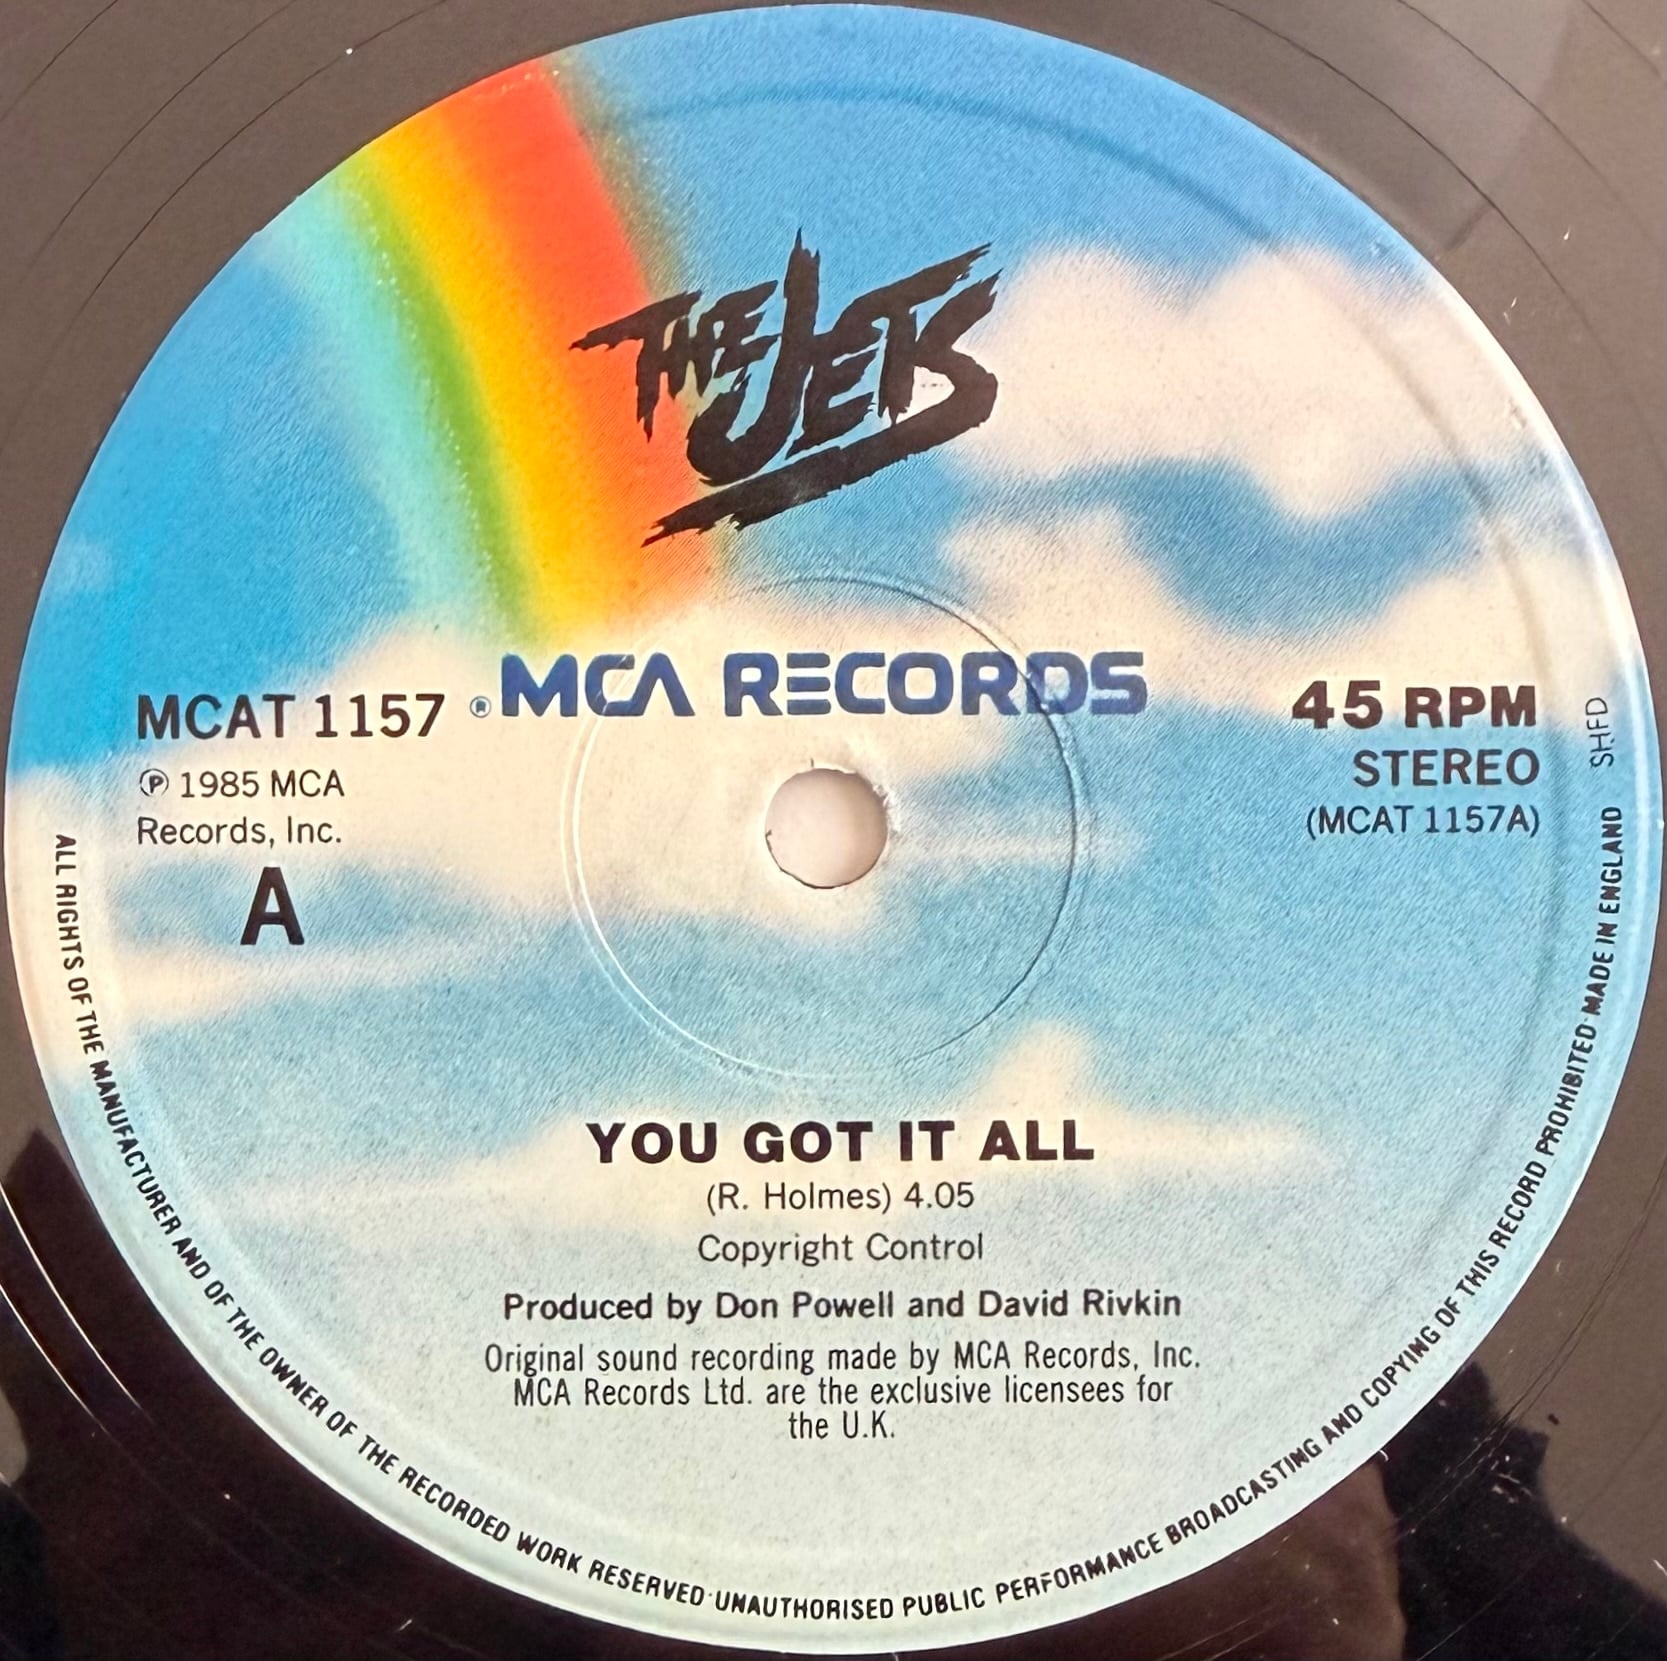 THE JETS
MCAT 1157
® MCA RECORDS
45 RPM
STEREO
(MCAT 1157A)
℗ 1985 MCA
Records, Inc.
A
YOU GOT IT ALL
(R. Holmes) 4.05
Copyright Control
Produced by Don Powell and David Rivkin
Original sound recording made by MCA Records, Inc.
MCA Records Ltd. are the exclusive licensees for
the U.K.
ALL RIGHTS OF THE MANUFACTURER AND OF THE OWNER OF THE RECORDED WORK RESERVED·UNAUTHORISED PUBLIC PERFORMANCE BROADCASTING AND COPYING OF THIS RECORD PROHIBITED·MADE IN ENGLAND
SHFD